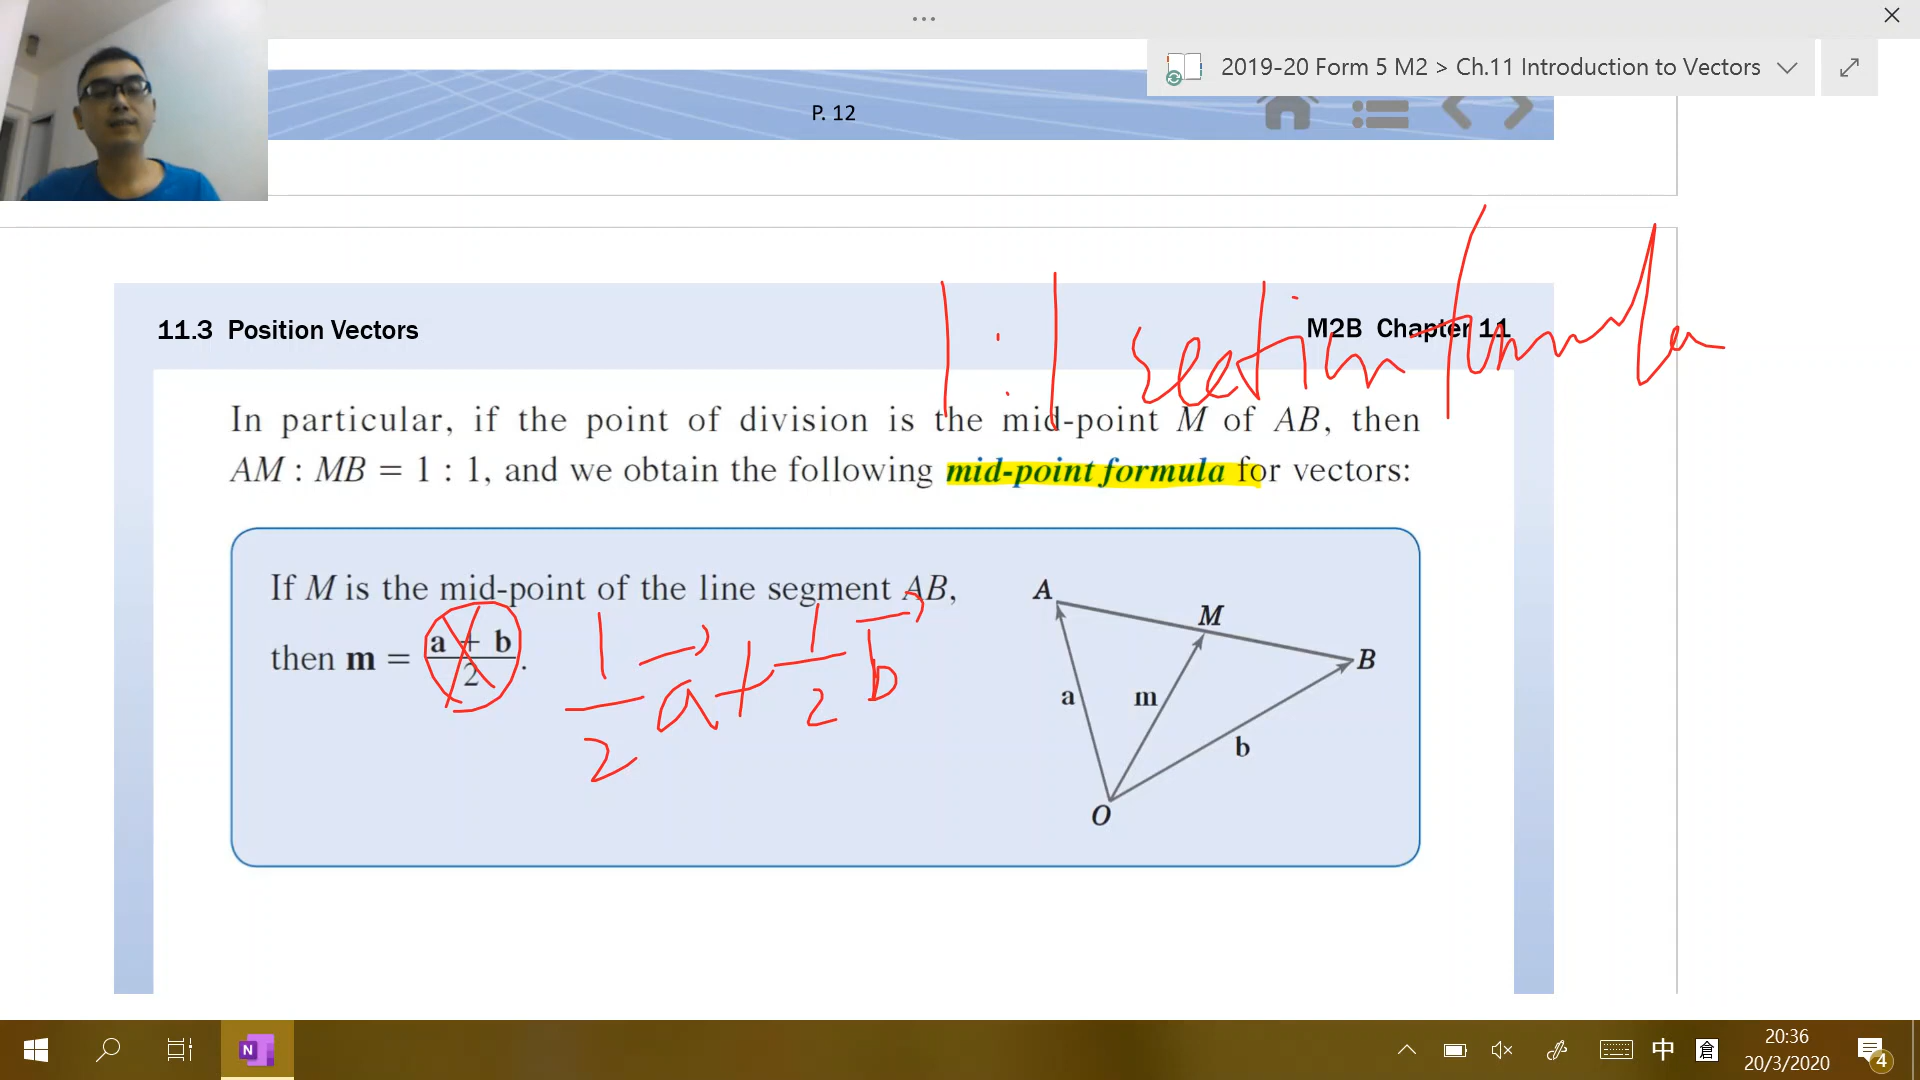 2019-20 Form 5 M2 > Ch.11 Introduction to Vectors
P. 12
1:1 section formula
11.3 Position Vectors
M2B Chapter 11
In particular, if the point of division is the mid-point M of AB, then
AM : MB = 1 : 1, and we obtain the following mid-point formula for vectors:
If M is the mid-point of the line segment AB,
then m = (a + b)/2.
1/2 a⃗ + 1/2 b⃗
A
M
B
a
m
b
O
N
中
倉
20:36
20/3/2020
4